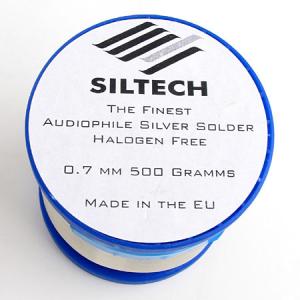 SILTECH
The Finest
Audiophile Silver Solder
Halogen Free
0.7 mm 500 Gramms
Made in the EU